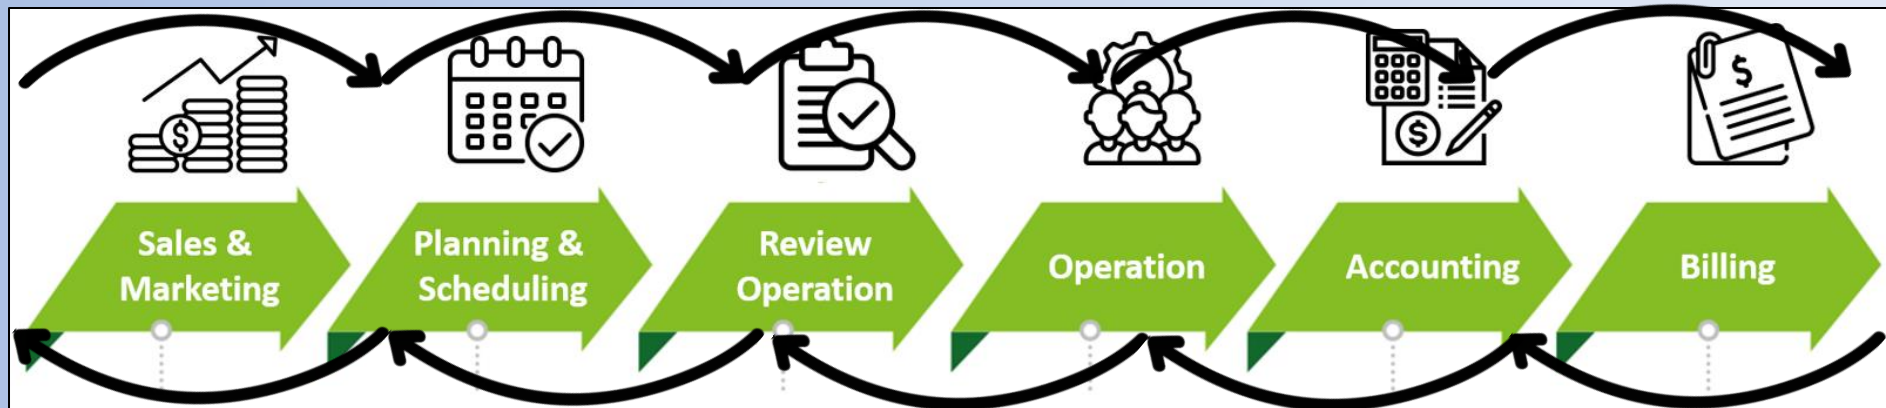 Sales &
Marketing
Planning &
Scheduling
Review
Operation
Operation
Accounting
Billing
$
$
$